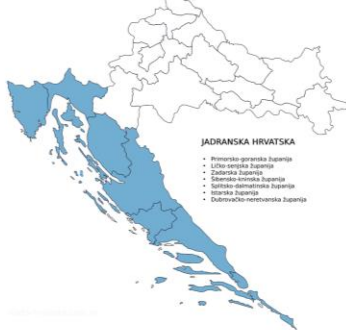 JADRANSKA HRVATSKA
• Primorsko-goranska županija
• Ličko-senjska županija
• Zadarska županija
• Šibensko-kninska županija
• Splitsko-dalmatinska županija
• Istarska županija
• Dubrovačko-neretvanska županija